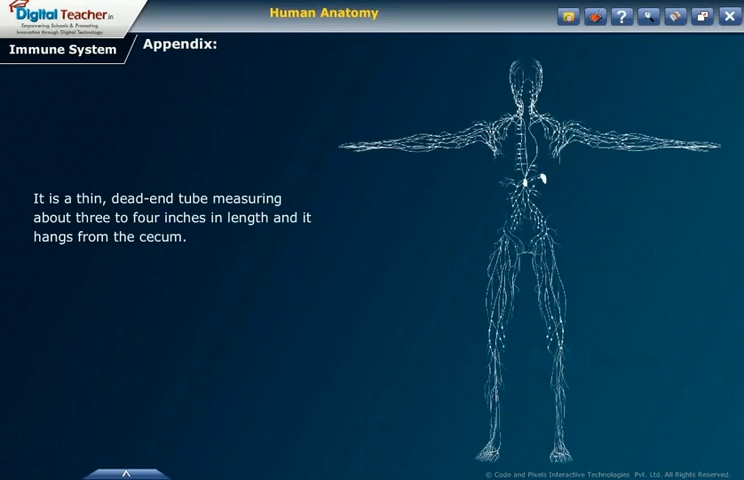 Digital Teacher.in
Empowering Schools & Promoting
Innovation through Digital Technology
Human Anatomy
Immune System
Appendix:
It is a thin, dead-end tube measuring
about three to four inches in length and it
hangs from the cecum.
© Code and Pixels Interactive Technologies Pvt. Ltd. All Rights Reserved.